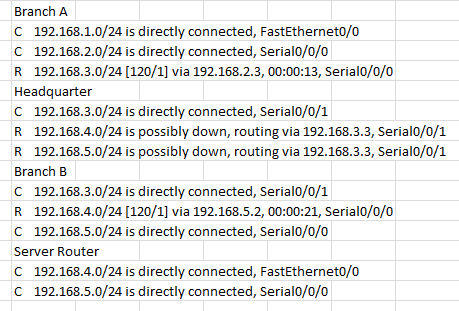 Branch A
C 192.168.1.0/24 is directly connected, FastEthernet0/0
C 192.168.2.0/24 is directly connected, Serial0/0/0
R 192.168.3.0/24 [120/1] via 192.168.2.3, 00:00:13, Serial0/0/0
Headquarter
C 192.168.3.0/24 is directly connected, Serial0/0/1
R 192.168.4.0/24 is possibly down, routing via 192.168.3.3, Serial0/0/1
R 192.168.5.0/24 is possibly down, routing via 192.168.3.3, Serial0/0/1
Branch B
C 192.168.3.0/24 is directly connected, Serial0/0/1
R 192.168.4.0/24 [120/1] via 192.168.5.2, 00:00:21, Serial0/0/0
C 192.168.5.0/24 is directly connected, Serial0/0/0
Server Router
C 192.168.4.0/24 is directly connected, FastEthernet0/0
C 192.168.5.0/24 is directly connected, Serial0/0/0